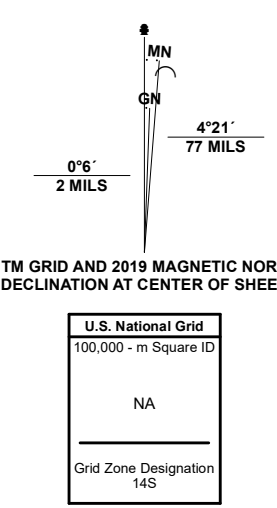 MN
GN
4°21´
77 MILS
0°6´
2 MILS
TM GRID AND 2019 MAGNETIC NOR
DECLINATION AT CENTER OF SHEE
U.S. National Grid
100,000 - m Square ID
NA
Grid Zone Designation
14S